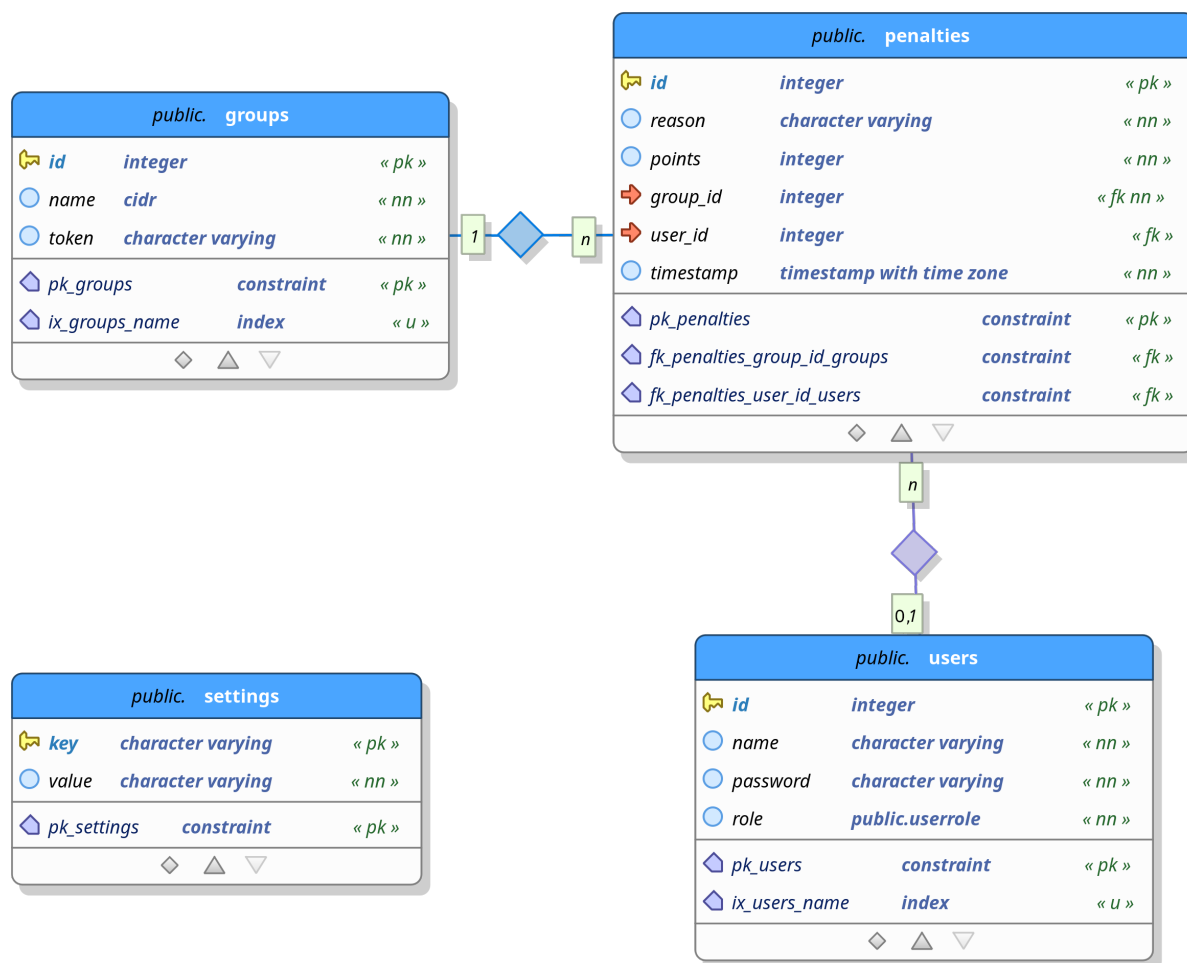 public. groups
id integer « pk »
name cidr « nn »
token character varying « nn »
pk_groups constraint « pk »
ix_groups_name index « u »
1
n
public. penalties
id integer « pk »
reason character varying « nn »
points integer « nn »
group_id integer « fk nn »
user_id integer « fk »
timestamp timestamp with time zone « nn »
pk_penalties constraint « pk »
fk_penalties_group_id_groups constraint « fk »
fk_penalties_user_id_users constraint « fk »
n
0,1
public. settings
key character varying « pk »
value character varying « nn »
pk_settings constraint « pk »
public. users
id integer « pk »
name character varying « nn »
password character varying « nn »
role public.userrole « nn »
pk_users constraint « pk »
ix_users_name index « u »